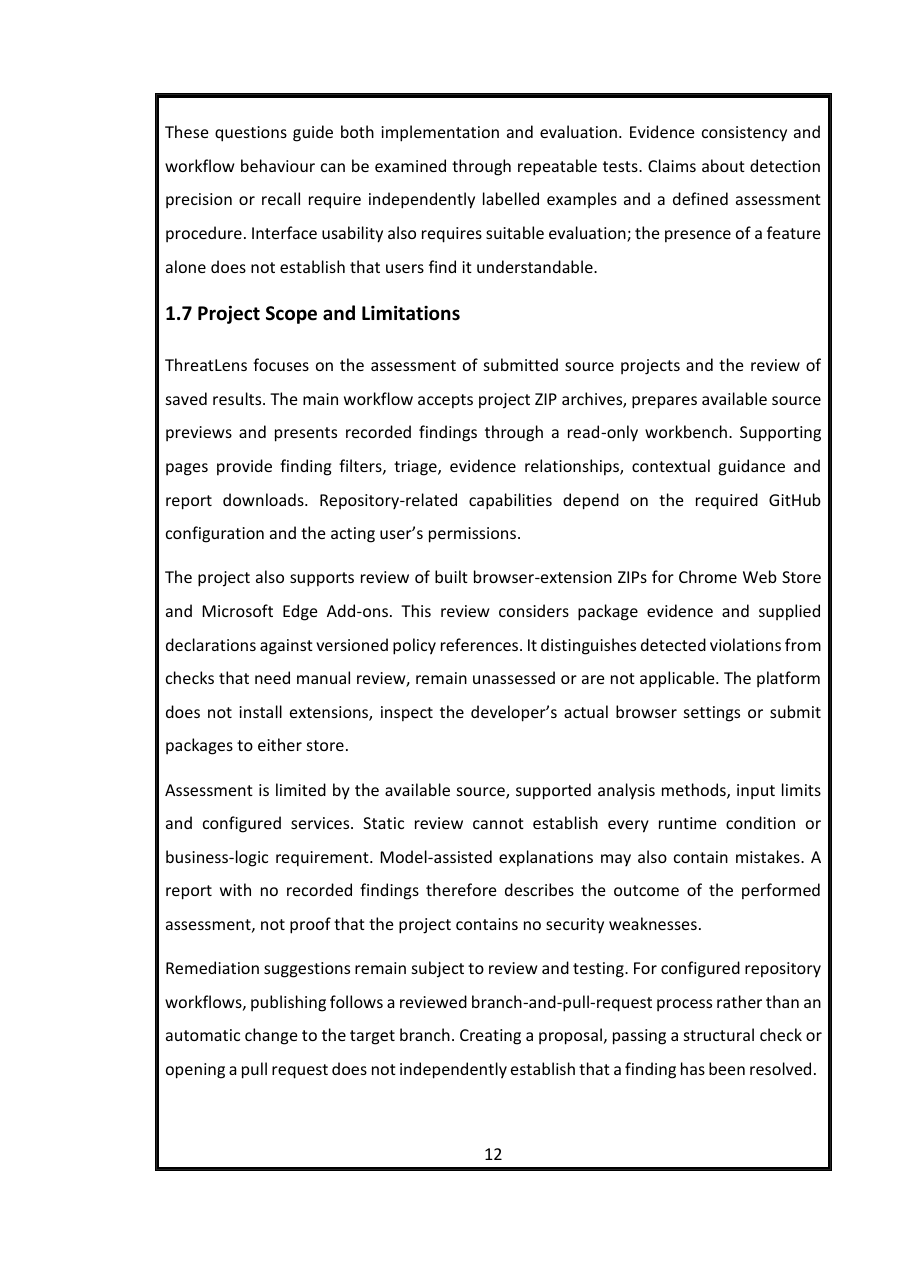 These questions guide both implementation and evaluation. Evidence consistency and
workflow behaviour can be examined through repeatable tests. Claims about detection
precision or recall require independently labelled examples and a defined assessment
procedure. Interface usability also requires suitable evaluation; the presence of a feature
alone does not establish that users find it understandable.
1.7 Project Scope and Limitations
ThreatLens focuses on the assessment of submitted source projects and the review of
saved results. The main workflow accepts project ZIP archives, prepares available source
previews and presents recorded findings through a read-only workbench. Supporting
pages provide finding filters, triage, evidence relationships, contextual guidance and
report downloads. Repository-related capabilities depend on the required GitHub
configuration and the acting user’s permissions.
The project also supports review of built browser-extension ZIPs for Chrome Web Store
and Microsoft Edge Add-ons. This review considers package evidence and supplied
declarations against versioned policy references. It distinguishes detected violations from
checks that need manual review, remain unassessed or are not applicable. The platform
does not install extensions, inspect the developer’s actual browser settings or submit
packages to either store.
Assessment is limited by the available source, supported analysis methods, input limits
and configured services. Static review cannot establish every runtime condition or
business-logic requirement. Model-assisted explanations may also contain mistakes. A
report with no recorded findings therefore describes the outcome of the performed
assessment, not proof that the project contains no security weaknesses.
Remediation suggestions remain subject to review and testing. For configured repository
workflows, publishing follows a reviewed branch-and-pull-request process rather than an
automatic change to the target branch. Creating a proposal, passing a structural check or
opening a pull request does not independently establish that a finding has been resolved.
12